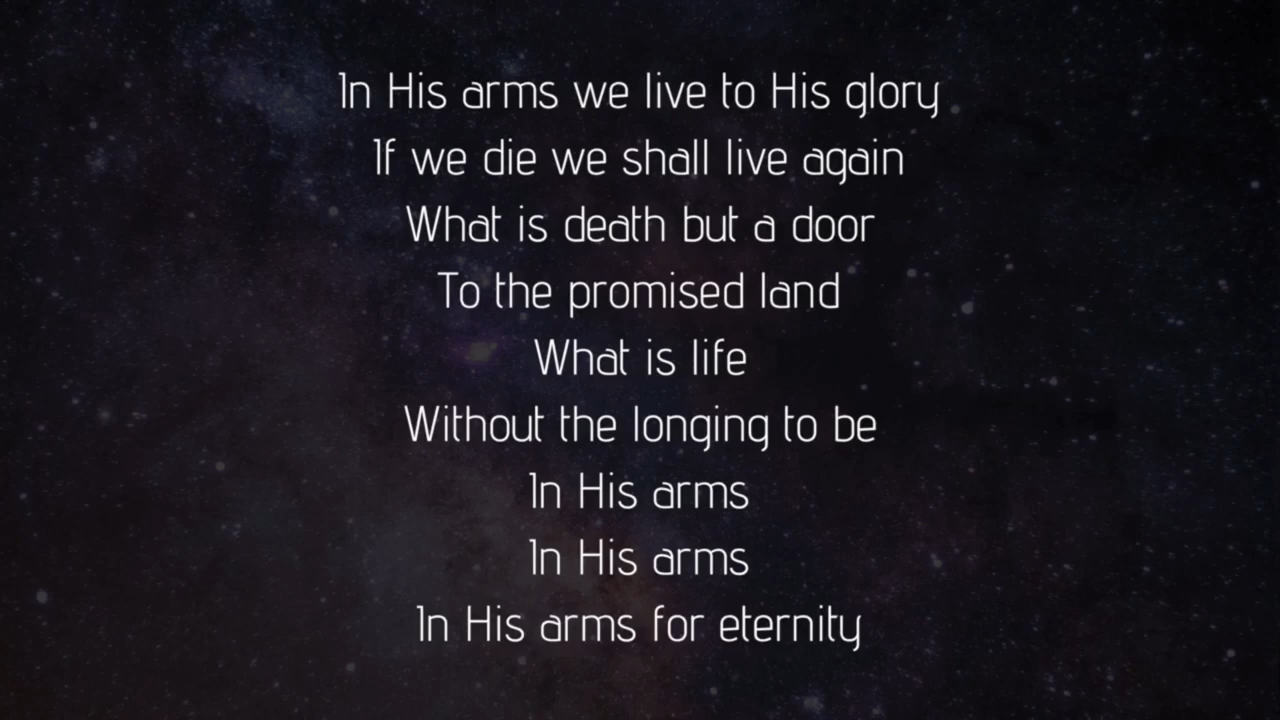 In His arms we live to His glory
If we die we shall live again
What is death but a door
To the promised land
What is life
Without the longing to be
In His arms
In His arms
In His arms for eternity